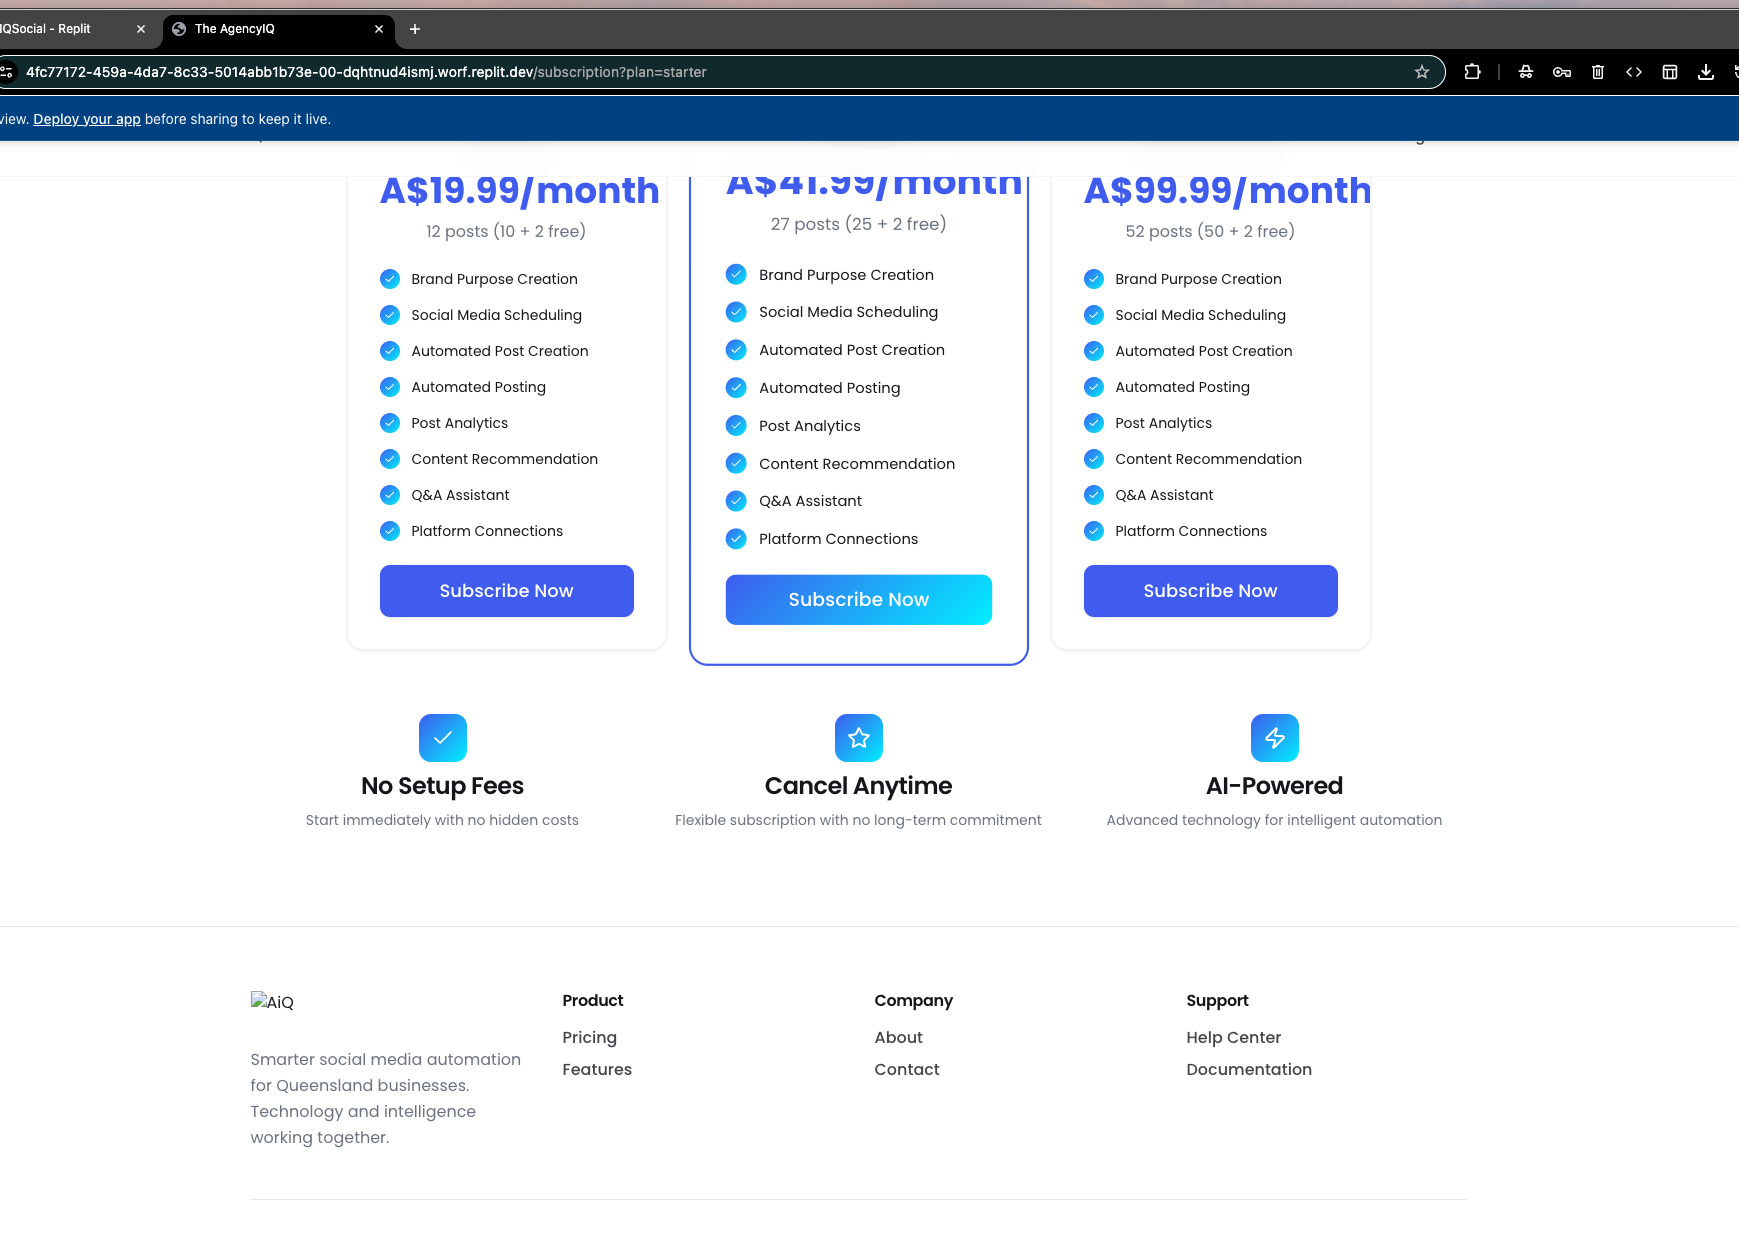 IQSocial - Replit
The AgencyIQ
4fc77172-459a-4da7-8c33-5014abb1b73e-00-dqhtnud4ismj.worf.replit.dev/subscription?plan=starter
view. Deploy your app before sharing to keep it live.
A$19.99/month
12 posts (10 + 2 free)
Brand Purpose Creation
Social Media Scheduling
Automated Post Creation
Automated Posting
Post Analytics
Content Recommendation
Q&A Assistant
Platform Connections
Subscribe Now
A$41.99/month
27 posts (25 + 2 free)
Brand Purpose Creation
Social Media Scheduling
Automated Post Creation
Automated Posting
Post Analytics
Content Recommendation
Q&A Assistant
Platform Connections
Subscribe Now
A$99.99/month
52 posts (50 + 2 free)
Brand Purpose Creation
Social Media Scheduling
Automated Post Creation
Automated Posting
Post Analytics
Content Recommendation
Q&A Assistant
Platform Connections
Subscribe Now
No Setup Fees
Start immediately with no hidden costs
Cancel Anytime
Flexible subscription with no long-term commitment
AI-Powered
Advanced technology for intelligent automation
AiQ
Smarter social media automation
for Queensland businesses.
Technology and intelligence
working together.
Product
Pricing
Features
Company
About
Contact
Support
Help Center
Documentation